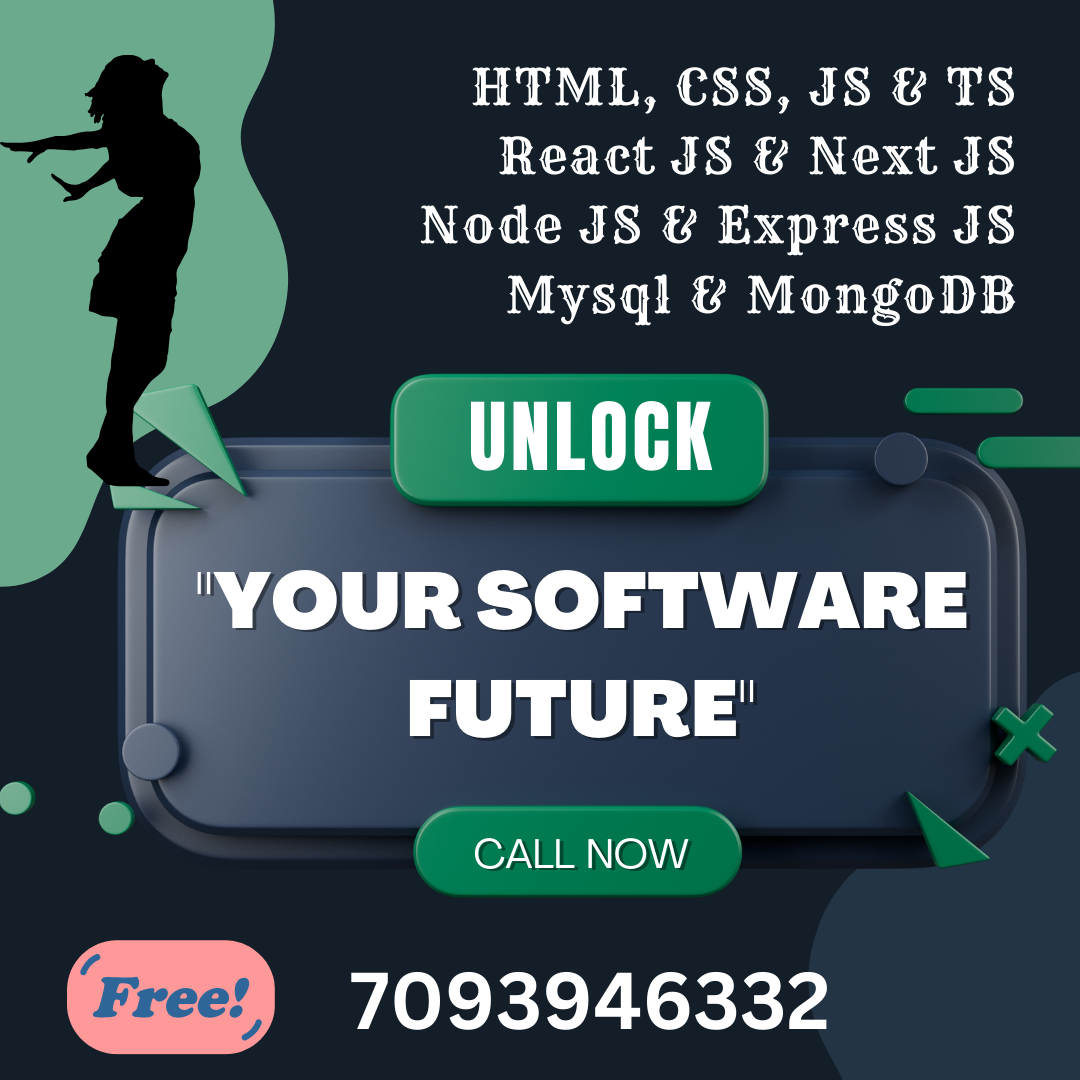 HTML, CSS, JS & TS
React JS & Next JS
Node JS & Express JS
Mysql & MongoDB
UNLOCK
"YOUR SOFTWARE
FUTURE"
CALL NOW
Free!
7093946332